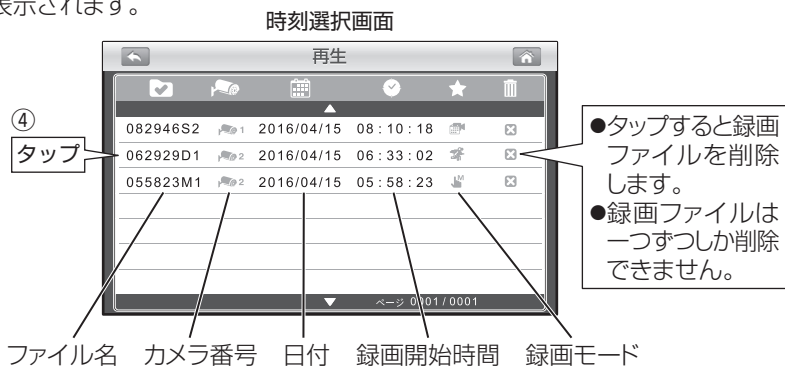 表示されます。
時刻選択画面
再生
082946S2 1 2016/04/15 08:10:18
062929D1 2 2016/04/15 06:33:02
055823M1 2 2016/04/15 05:58:23 M
ページ 0001/0001
④
タップ
●タップすると録画
ファイルを削除
します。
●録画ファイルは
一つずつしか削除
できません。
ファイル名 カメラ番号 日付 録画開始時間 録画モード